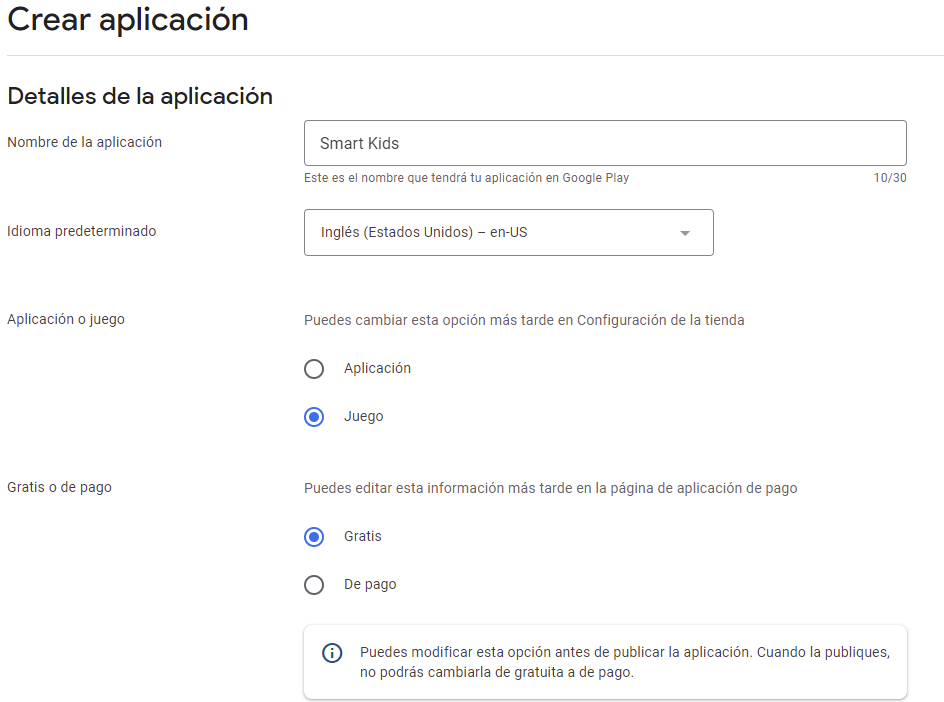 Crear aplicación
Detalles de la aplicación
Nombre de la aplicación
Smart Kids
Este es el nombre que tendrá tu aplicación en Google Play
10/30
Idioma predeterminado
Inglés (Estados Unidos) – en-US
Aplicación o juego
Puedes cambiar esta opción más tarde en Configuración de la tienda
Aplicación
Juego
Gratis o de pago
Puedes editar esta información más tarde en la página de aplicación de pago
Gratis
De pago
Puedes modificar esta opción antes de publicar la aplicación. Cuando la publiques,
no podrás cambiarla de gratuita a de pago.